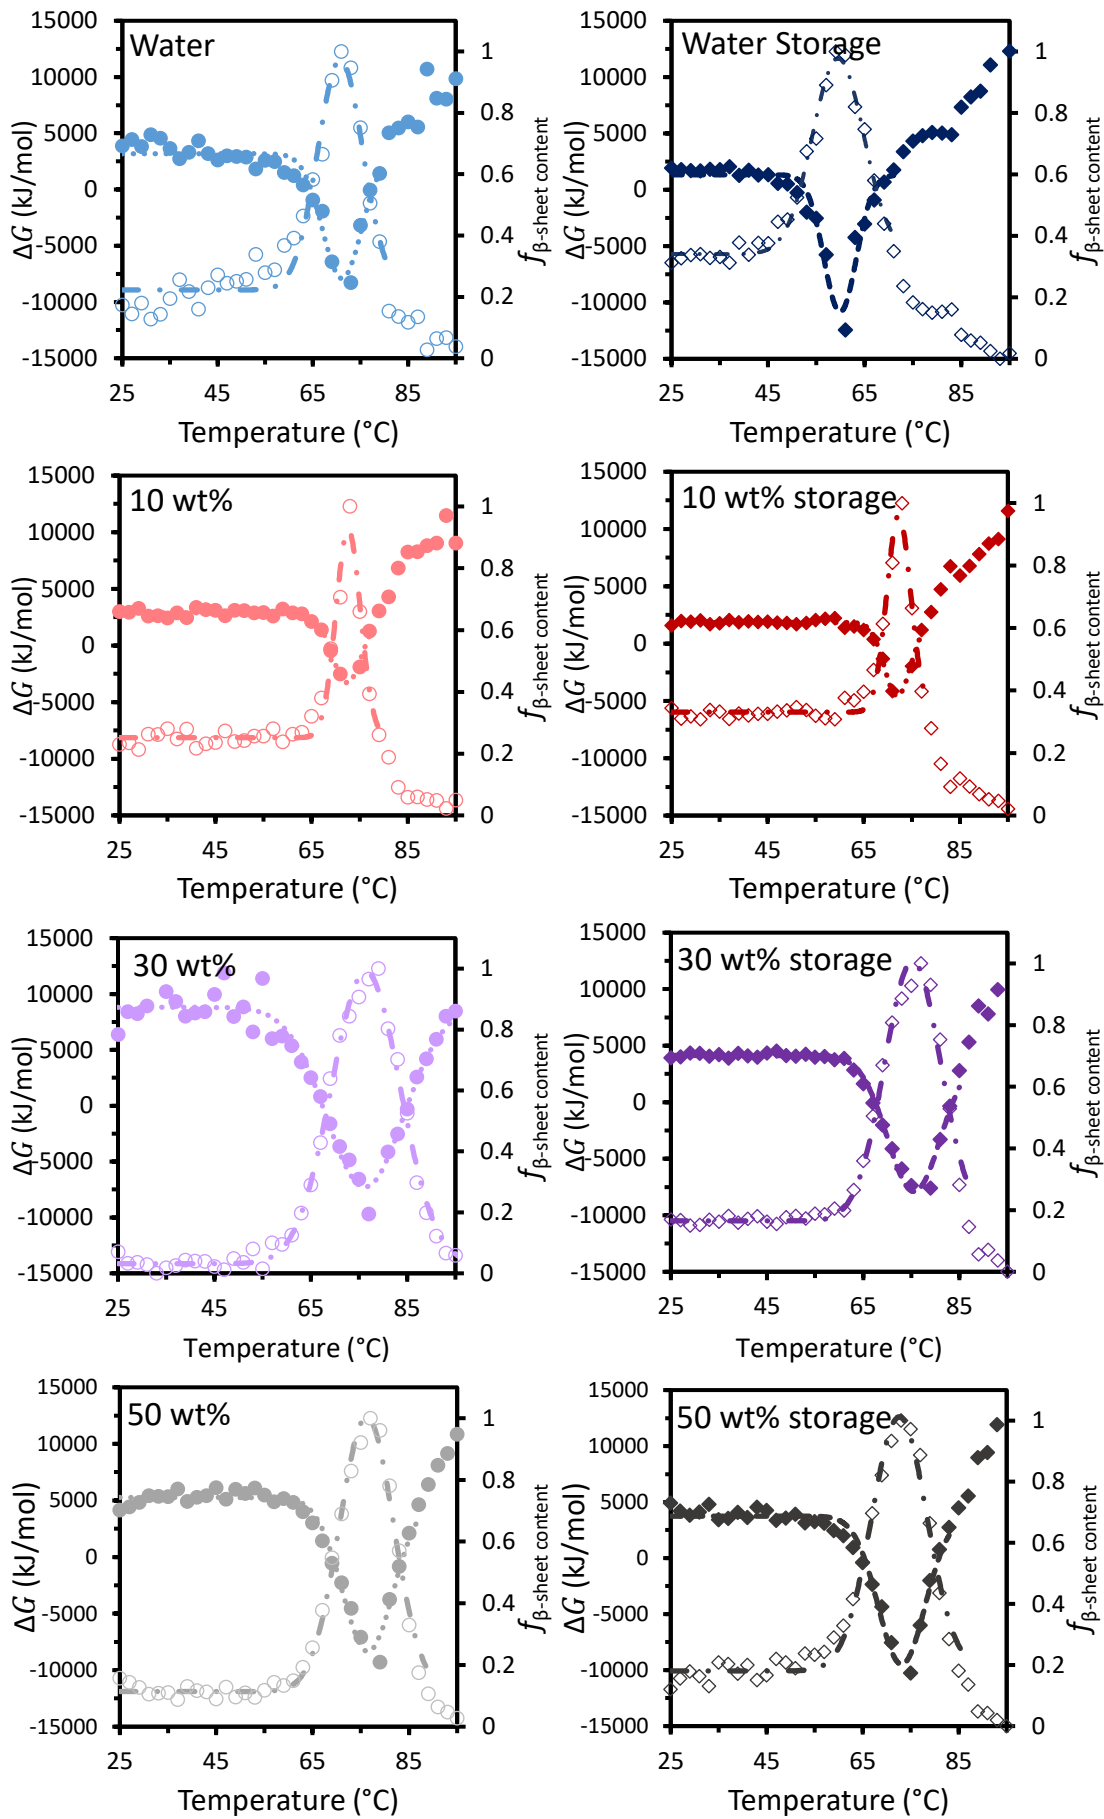 Water
ΔG (kJ/mol)
15000
10000
5000
0
-5000
-10000
-15000
25 45 65 85
Temperature (°C)
1
0.8
0.6
0.4
0.2
0
fβ-sheet content
Water Storage
ΔG (kJ/mol)
15000
10000
5000
0
-5000
-10000
-15000
25 45 65 85
Temperature (°C)
1
0.8
0.6
0.4
0.2
0
fβ-sheet content
10 wt%
ΔG (kJ/mol)
15000
10000
5000
0
-5000
-10000
-15000
25 45 65 85
Temperature (°C)
1
0.8
0.6
0.4
0.2
0
fβ-sheet content
10 wt% storage
ΔG (kJ/mol)
15000
10000
5000
0
-5000
-10000
-15000
25 45 65 85
Temperature (°C)
1
0.8
0.6
0.4
0.2
0
fβ-sheet content
30 wt%
ΔG (kJ/mol)
15000
10000
5000
0
-5000
-10000
-15000
25 45 65 85
Temperature (°C)
1
0.8
0.6
0.4
0.2
0
fβ-sheet content
30 wt% storage
ΔG (kJ/mol)
15000
10000
5000
0
-5000
-10000
-15000
25 45 65 85
Temperature (°C)
1
0.8
0.6
0.4
0.2
0
fβ-sheet content
50 wt%
ΔG (kJ/mol)
15000
10000
5000
0
-5000
-10000
-15000
25 45 65 85
Temperature (°C)
1
0.8
0.6
0.4
0.2
0
fβ-sheet content
50 wt% storage
ΔG (kJ/mol)
15000
10000
5000
0
-5000
-10000
-15000
25 45 65 85
Temperature (°C)
1
0.8
0.6
0.4
0.2
0
fβ-sheet content